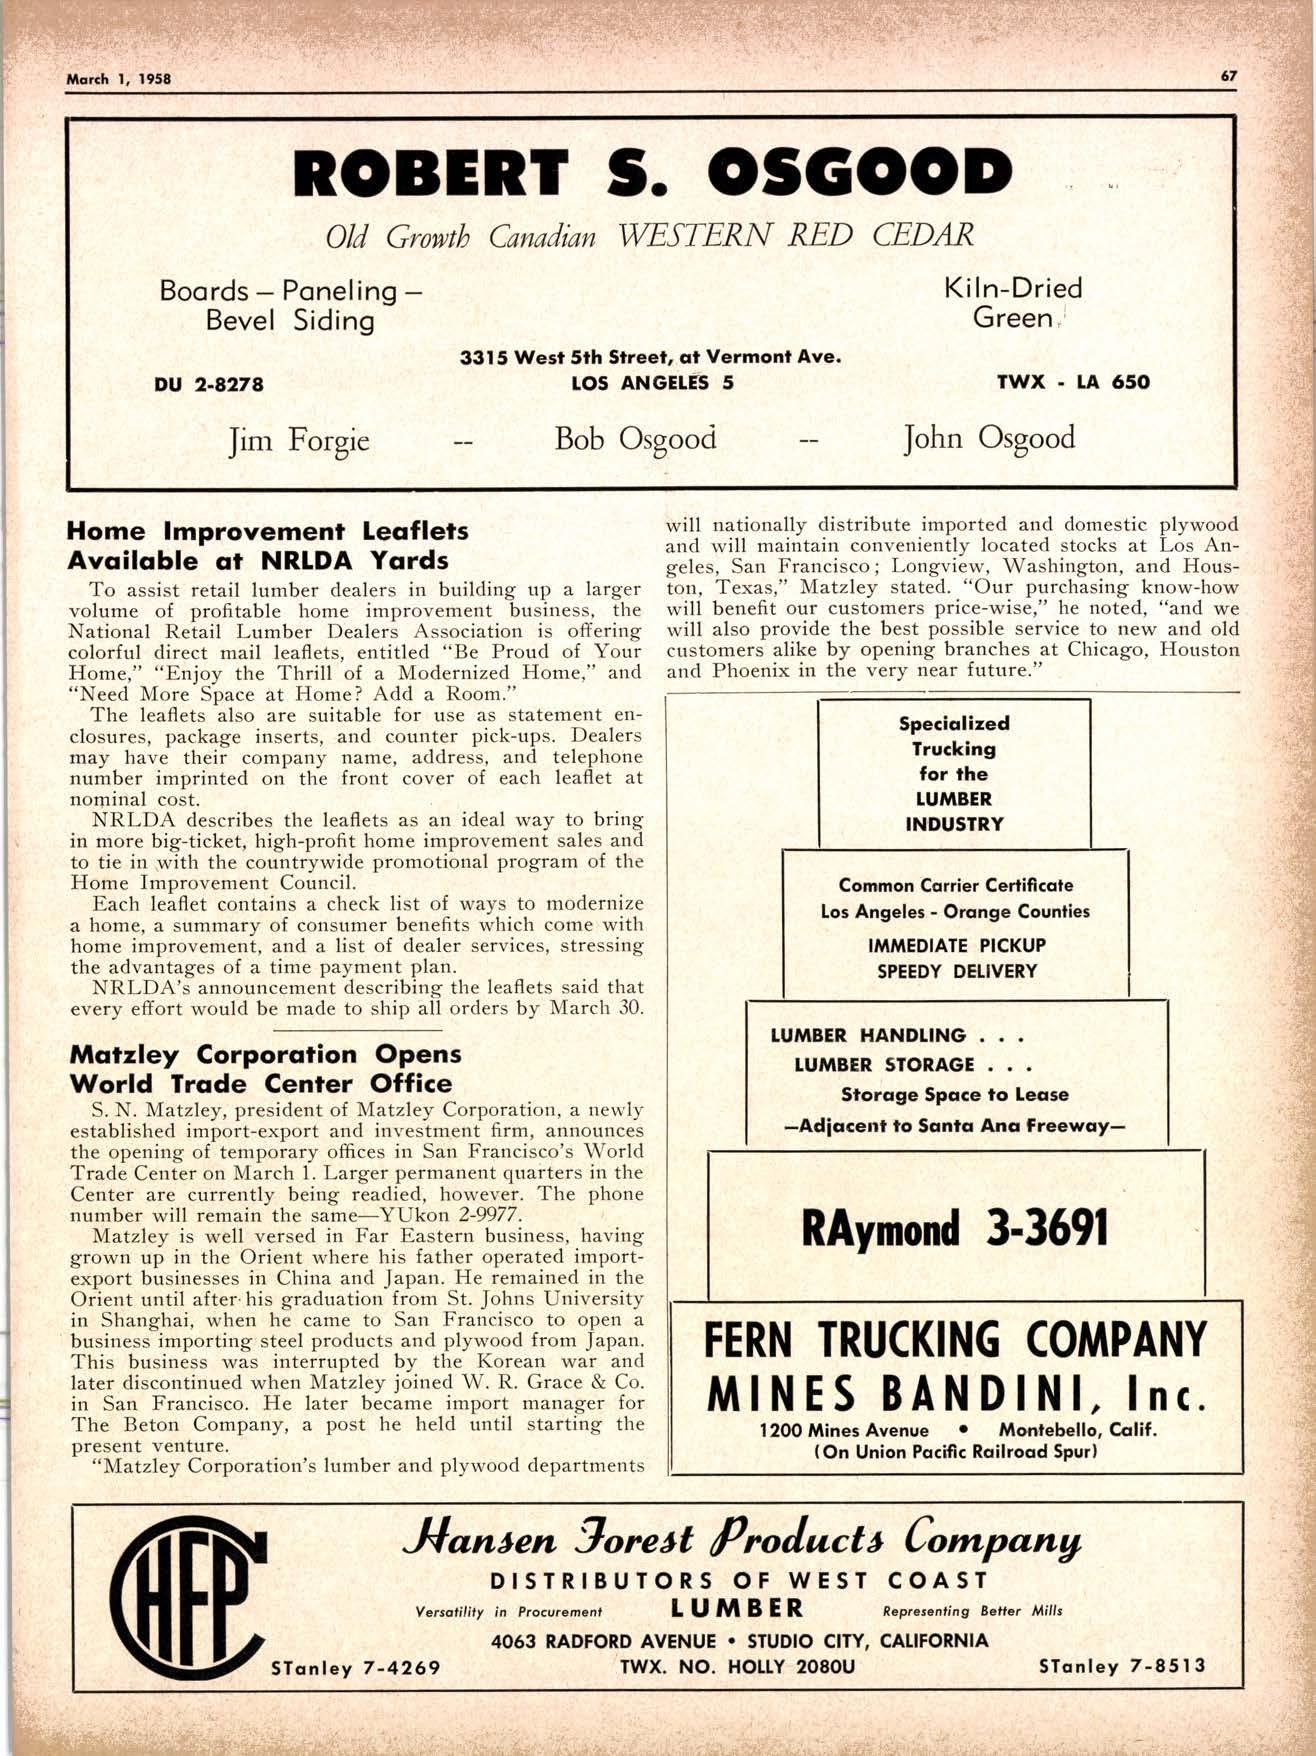 March 1, 1958
67
ROBERT S. OSGOOD
Old Growth Canadian WESTERN RED CEDAR
Boards – Paneling –
Bevel Siding
Kiln-Dried
Green
3315 West 5th Street, at Vermont Ave.
DU 2-8278
LOS ANGELES 5
TWX - LA 650
Jim Forgie -- Bob Osgood -- John Osgood
Home Improvement Leaflets
Available at NRLDA Yards
To assist retail lumber dealers in building up a larger
volume of profitable home improvement business, the
National Retail Lumber Dealers Association is offering
colorful direct mail leaflets, entitled “Be Proud of Your
Home,” “Enjoy the Thrill of a Modernized Home,” and
“Need More Space at Home? Add a Room.”
The leaflets also are suitable for use as statement en-
closures, package inserts, and counter pick-ups. Dealers
may have their company name, address, and telephone
number imprinted on the front cover of each leaflet at
nominal cost.
NRLDA describes the leaflets as an ideal way to bring
in more big-ticket, high-profit home improvement sales and
to tie in with the countrywide promotional program of the
Home Improvement Council.
Each leaflet contains a check list of ways to modernize
a home, a summary of consumer benefits which come with
home improvement, and a list of dealer services, stressing
the advantages of a time payment plan.
NRLDA's announcement describing the leaflets said that
every effort would be made to ship all orders by March 30.
Matzley Corporation Opens
World Trade Center Office
S. N. Matzley, president of Matzley Corporation, a newly
established import-export and investment firm, announces
the opening of temporary offices in San Francisco's World
Trade Center on March 1. Larger permanent quarters in the
Center are currently being readied, however. The phone
number will remain the same—YUkon 2-9977.
Matzley is well versed in Far Eastern business, having
grown up in the Orient where his father operated import-
export businesses in China and Japan. He remained in the
Orient until after his graduation from St. Johns University
in Shanghai, when he came to San Francisco to open a
business importing steel products and plywood from Japan.
This business was interrupted by the Korean war and
later discontinued when Matzley joined W. R. Grace & Co.
in San Francisco. He later became import manager for
The Beton Company, a post he held until starting the
present venture.
“Matzley Corporation's lumber and plywood departments
will nationally distribute imported and domestic plywood
and will maintain conveniently located stocks at Los An-
geles, San Francisco; Longview, Washington, and Hous-
ton, Texas,” Matzley stated. “Our purchasing know-how
will benefit our customers price-wise,” he noted, “and we
will also provide the best possible service to new and old
customers alike by opening branches at Chicago, Houston
and Phoenix in the very near future.”
Specialized
Trucking
for the
LUMBER
INDUSTRY
Common Carrier Certificate
Los Angeles - Orange Counties
IMMEDIATE PICKUP
SPEEDY DELIVERY
LUMBER HANDLING . . .
LUMBER STORAGE . . .
Storage Space to Lease
—Adjacent to Santa Ana Freeway—
RAymond 3-3691
FERN TRUCKING COMPANY
MINES BANDINI, Inc.
1200 Mines Avenue • Montebello, Calif.
(On Union Pacific Railroad Spur)
HFPC
Hansen Forest Products Company
DISTRIBUTORS OF WEST COAST
Versatility in Procurement LUMBER Representing Better Mills
4063 RADFORD AVENUE • STUDIO CITY, CALIFORNIA
STanley 7-4269 TWX. NO. HOLLY 2080U STanley 7-8513